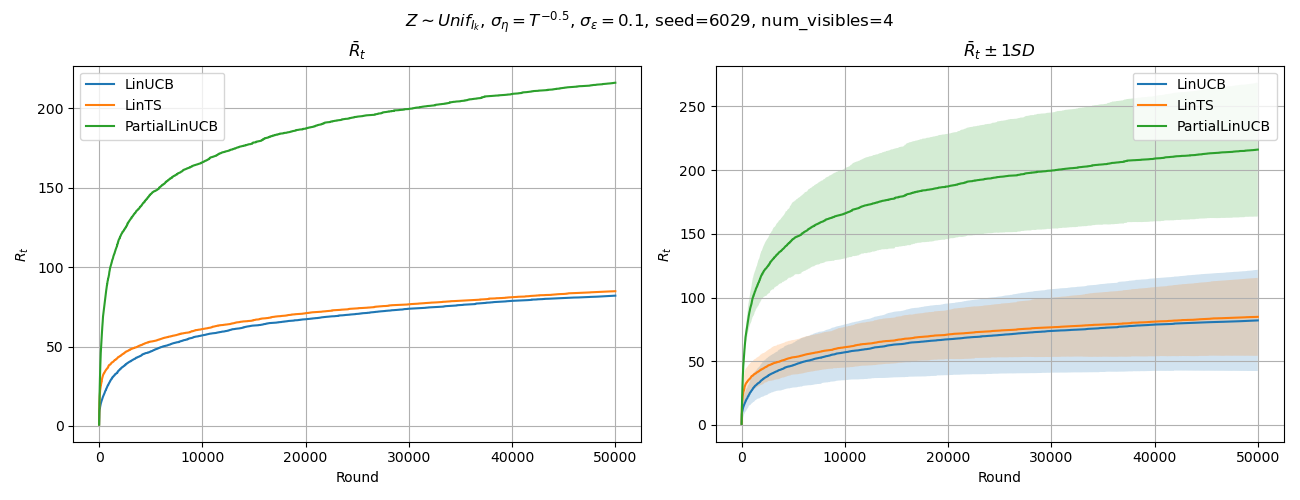 Z ∼ Unif_{I_k}, σ_η = T^{−0.5}, σ_ε = 0.1, seed=6029, num_visibles=4
R̄_t
LinUCB
LinTS
PartialLinUCB
200
150
100
50
0
R_t
0 10000 20000 30000 40000 50000
Round
R̄_t ± 1SD
LinUCB
LinTS
PartialLinUCB
250
200
150
100
50
0
R_t
0 10000 20000 30000 40000 50000
Round